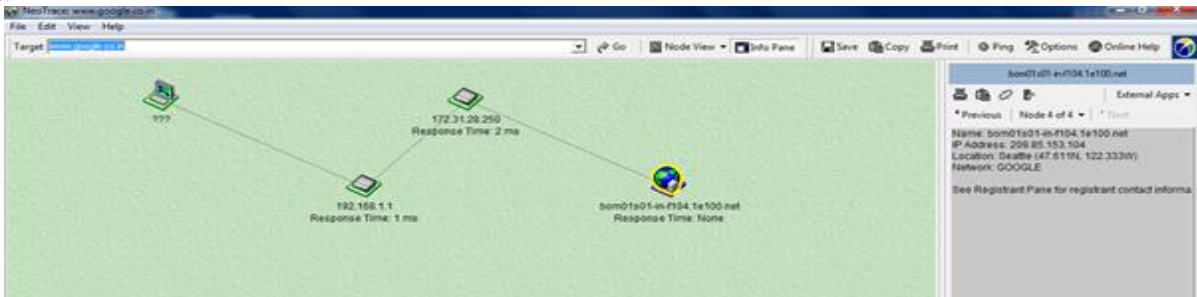 NeoTrace: www.google.co.in
File Edit View Help
Target www.google.co.in Go Node View Info Pane Save Copy Print Ping Options Online Help
bom01s01-in-f104.1e100.net
External Apps
Previous Node 4 of 4 Next
???
172.31.28.250
Response Time: 2 ms
192.168.1.1
Response Time: 1 ms
bom01s01-in-f104.1e100.net
Response Time: None
Name: bom01s01-in-f104.1e100.net
IP Address: 209.85.153.104
Location: Seattle (47.611N, 122.333W)
Network: GOOGLE
See Registrant Pane for registrant contact informa